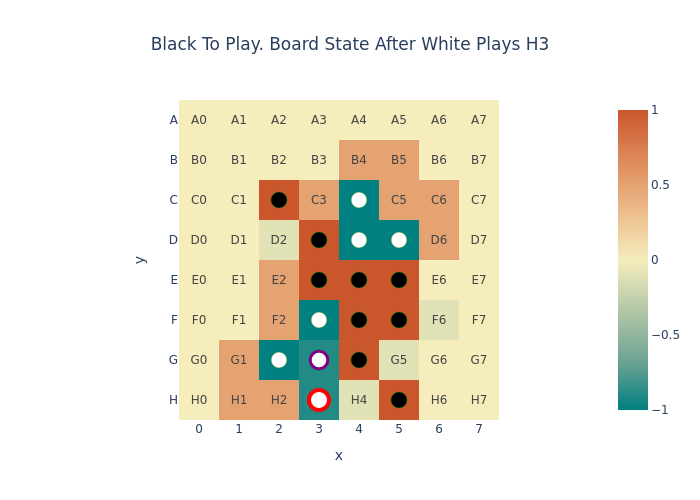 Black To Play. Board State After White Plays H3
A A0 A1 A2 A3 A4 A5 A6 A7
B B0 B1 B2 B3 B4 B5 B6 B7
C C0 C1 C3 C5 C6 C7
D D0 D1 D2 D6 D7
E E0 E1 E2 E6 E7
F F0 F1 F2 F6 F7
G G0 G1 G5 G6 G7
H H0 H1 H2 H4 H6 H7
0 1 2 3 4 5 6 7
x
y
1
0.5
0
−0.5
−1